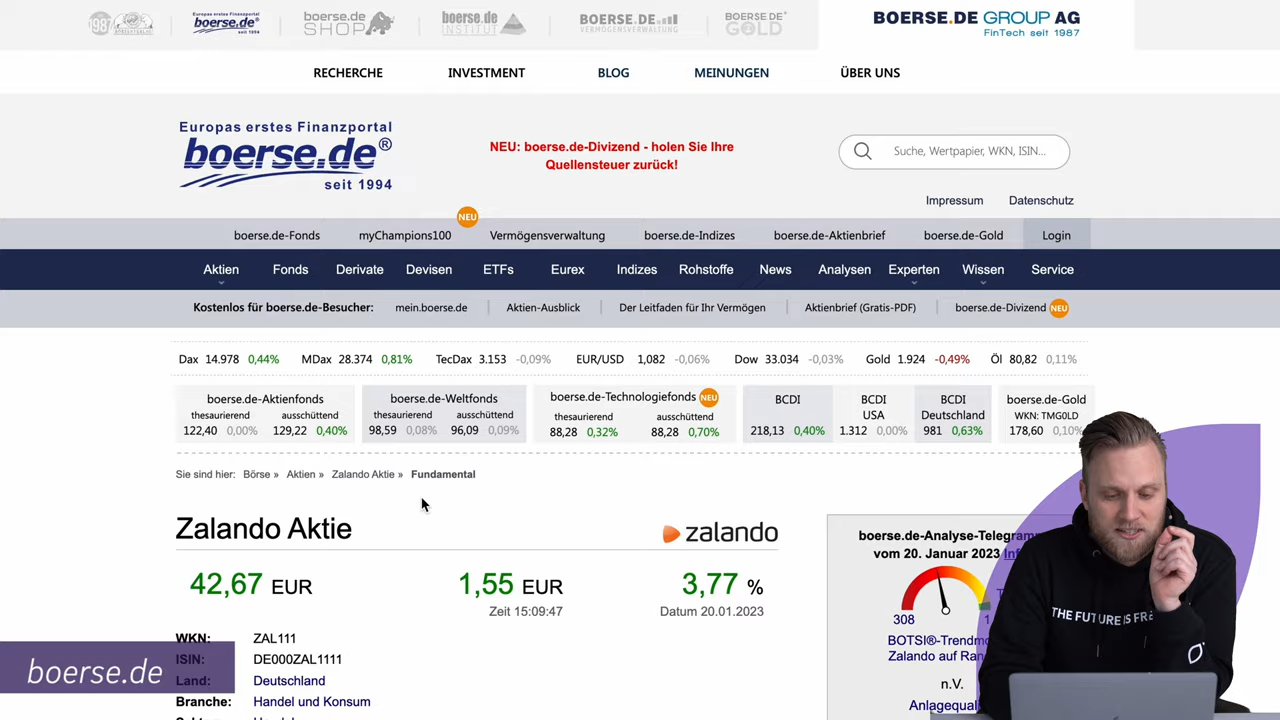 1987
Europas erstes Finanzportal
boerse.de®
seit 1994
boerse.de
SHOP
boerse.de
INSTITUT
BOERSE.DE
VERMÖGENSVERWALTUNG
BOERSE.DE
GOLD
BOERSE.DE GROUP AG
FinTech seit 1987
RECHERCHE INVESTMENT BLOG MEINUNGEN ÜBER UNS
Europas erstes Finanzportal
boerse.de®
seit 1994
NEU: boerse.de-Divizend - holen Sie Ihre
Quellensteuer zurück!
Suche, Wertpapier, WKN, ISIN...
Impressum Datenschutz
NEU
boerse.de-Fonds myChampions100 Vermögensverwaltung boerse.de-Indizes boerse.de-Aktienbrief boerse.de-Gold Login
Aktien Fonds Derivate Devisen ETFs Eurex Indizes Rohstoffe News Analysen Experten Wissen Service
Kostenlos für boerse.de-Besucher: mein.boerse.de Aktien-Ausblick Der Leitfaden für Ihr Vermögen Aktienbrief (Gratis-PDF) boerse.de-Divizend NEU
Dax 14.978 0,44% MDax 28.374 0,81% TecDax 3.153 -0,09% EUR/USD 1,082 -0,06% Dow 33.034 -0,03% Gold 1.924 -0,49% Öl 80,82 0,11%
boerse.de-Aktienfonds
thesaurierend ausschüttend
122,40 0,00% 129,22 0,40%
boerse.de-Weltfonds
thesaurierend ausschüttend
98,59 0,08% 96,09 0,09%
boerse.de-Technologiefonds NEU
thesaurierend ausschüttend
88,28 0,32% 88,28 0,70%
BCDI
218,13 0,40%
BCDI
USA
1.312 0,00%
BCDI
Deutschland
981 0,63%
boerse.de-Gold
WKN: TMG0LD
178,60 0,10%
Sie sind hier: Börse » Aktien » Zalando Aktie » Fundamental
Zalando Aktie
zalando
42,67 EUR 1,55 EUR 3,77 %
Zeit 15:09:47 Datum 20.01.2023
WKN: ZAL111
ISIN: DE000ZAL1111
Land: Deutschland
Branche: Handel und Konsum
boerse.de-Analyse-Telegramm
vom 20. Januar 2023
308
BOTSI®-Trendmo
Zalando auf Ran
n.V.
Anlagequal
THE FUTURE IS FRE
boerse.de